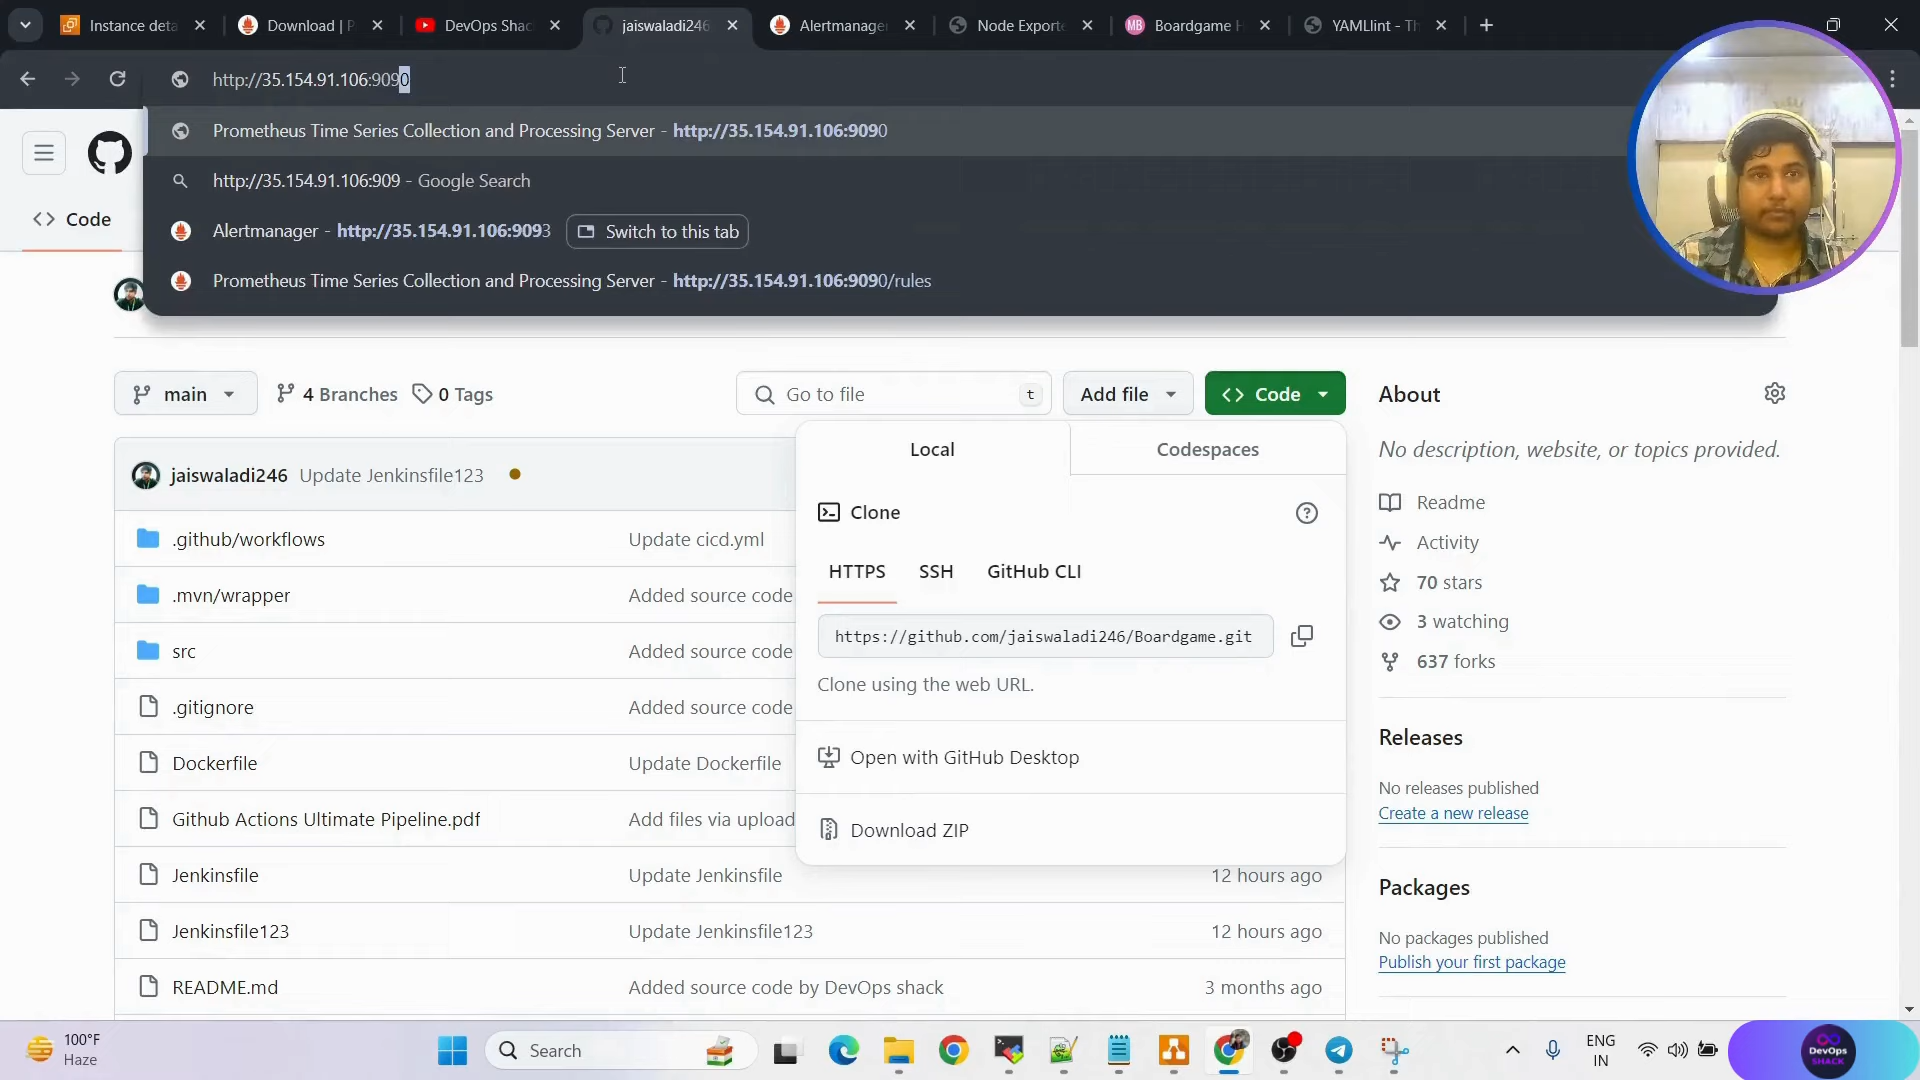 Instance deta
Download | P
DevOps Shac
jaiswaladi246
Alertmanager
Node Exporte
MB
Boardgame H
YAMLlint - Th
http://35.154.91.106:9090
Prometheus Time Series Collection and Processing Server - http://35.154.91.106:9090
http://35.154.91.106:909 - Google Search
Alertmanager - http://35.154.91.106:9093
Switch to this tab
Prometheus Time Series Collection and Processing Server - http://35.154.91.106:9090/rules
Code
main
4 Branches
0 Tags
Go to file
t
Add file
Code
About
No description, website, or topics provided.
Readme
Activity
70 stars
3 watching
637 forks
Releases
No releases published
Create a new release
Packages
No packages published
Publish your first package
Local
Codespaces
Clone
HTTPS
SSH
GitHub CLI
https://github.com/jaiswaladi246/Boardgame.git
Clone using the web URL.
Open with GitHub Desktop
Download ZIP
jaiswaladi246 Update Jenkinsfile123
.github/workflows
Update cicd.yml
.mvn/wrapper
Added source code
src
Added source code
.gitignore
Added source code
Dockerfile
Update Dockerfile
Github Actions Ultimate Pipeline.pdf
Add files via upload
Jenkinsfile
Update Jenkinsfile
12 hours ago
Jenkinsfile123
Update Jenkinsfile123
12 hours ago
README.md
Added source code by DevOps shack
3 months ago
100°F
Haze
Search
ENG
IN
DevOps
SHACK